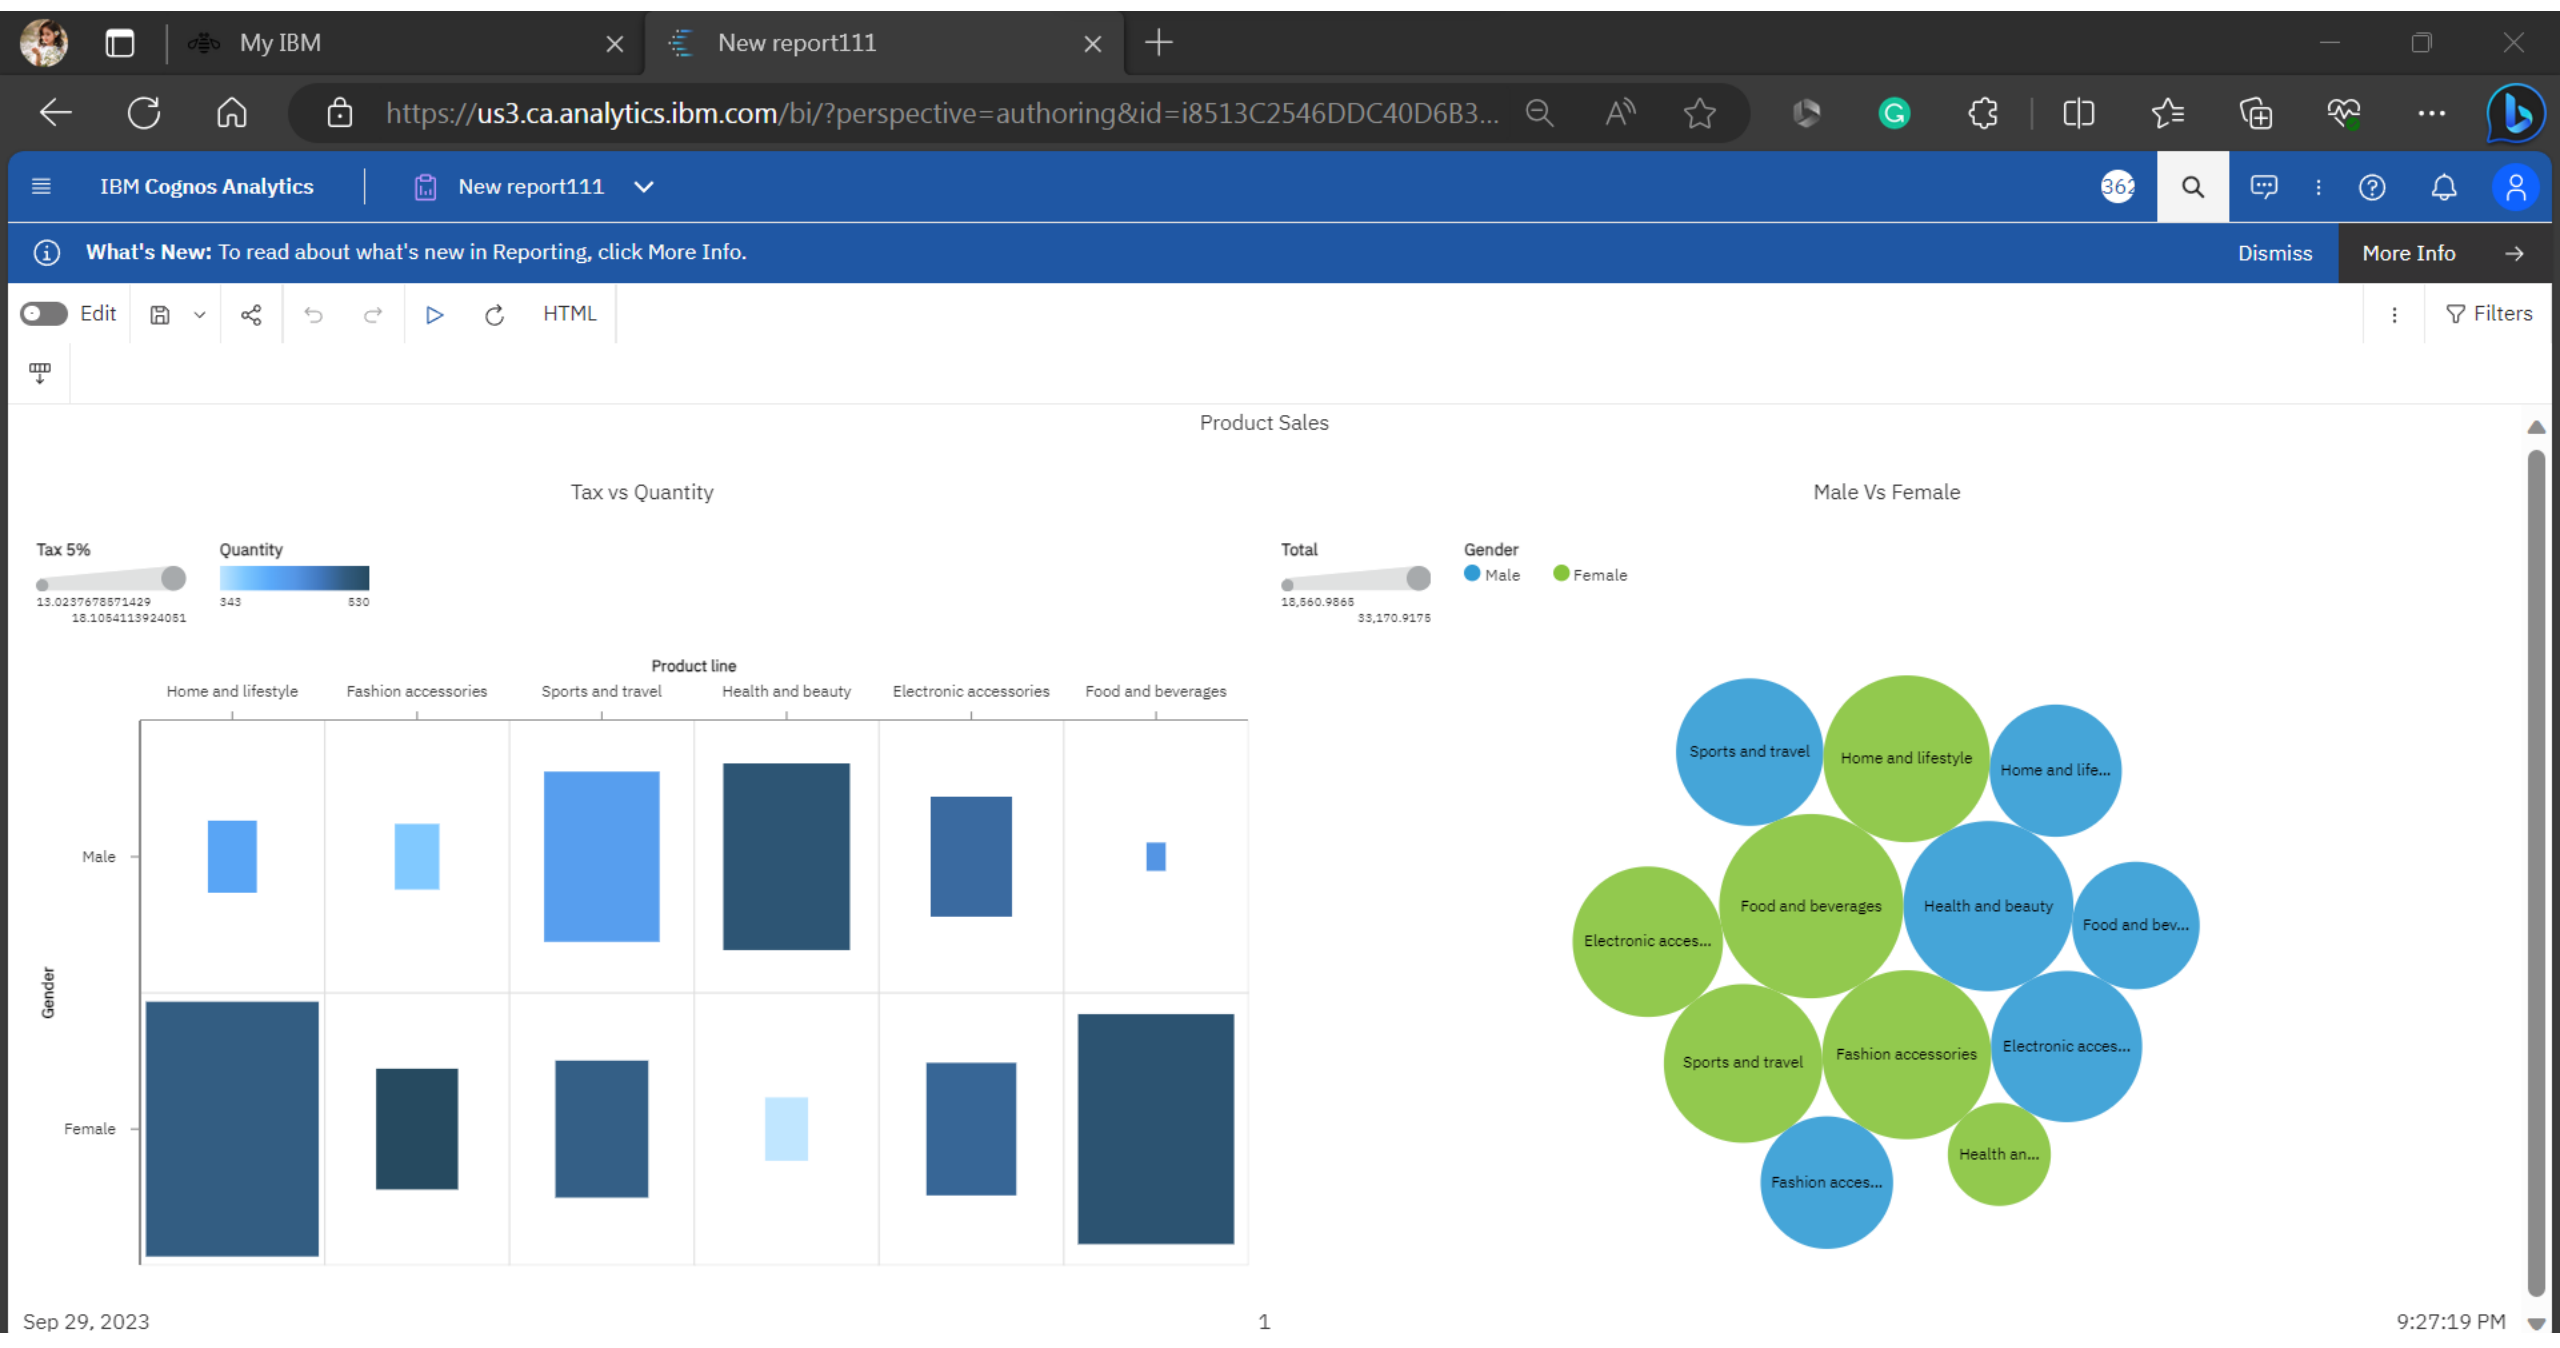 My IBM
New report111
https://us3.ca.analytics.ibm.com/bi/?perspective=authoring&id=i8513C2546DDC40D6B3...
IBM Cognos Analytics
New report111
362
What's New: To read about what's new in Reporting, click More Info.
Dismiss
More Info
Edit
HTML
Filters
Product Sales
Tax vs Quantity
Tax 5%
13.0237678571429
18.1054113924051
Quantity
343 530
Product line
Home and lifestyle Fashion accessories Sports and travel Health and beauty Electronic accessories Food and beverages
Gender
Male
Female
Male Vs Female
Total
18,560.9865
33,170.9175
Gender
Male Female
Sports and travel
Home and lifestyle
Home and life...
Food and beverages
Health and beauty
Food and bev...
Electronic acces...
Sports and travel
Fashion accessories
Electronic acces...
Health an...
Fashion acces...
Sep 29, 2023
1
9:27:19 PM